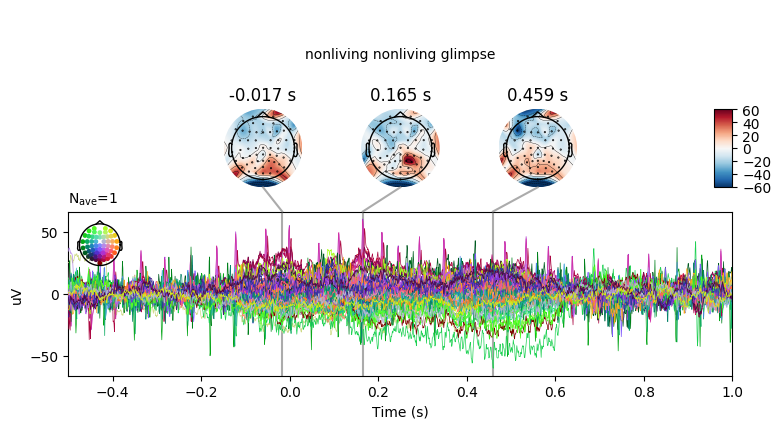 nonliving nonliving glimpse
-0.017 s 0.165 s 0.459 s
60
40
20
0
−20
−40
−60
Nave=1
50
0
−50
uV
−0.4 −0.2 0.0 0.2 0.4 0.6 0.8 1.0
Time (s)